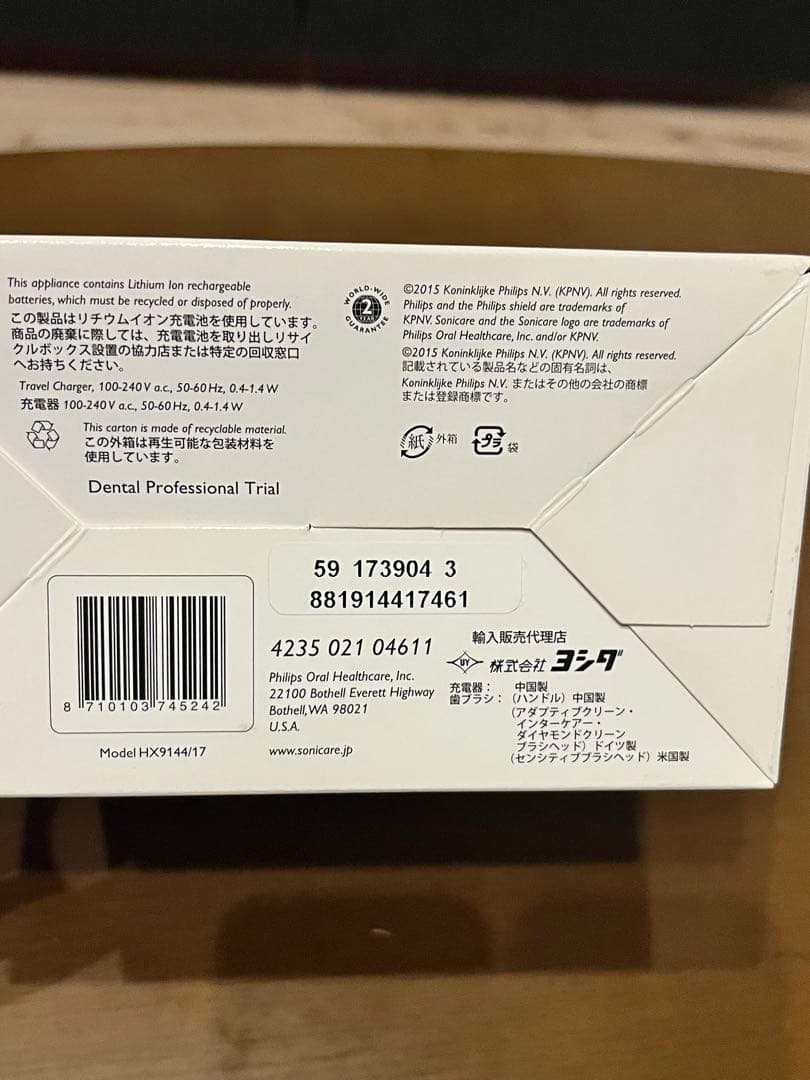 This appliance contains Lithium Ion rechargeable
batteries, which must be recycled or disposed of properly.
この製品はリチウムイオン充電池を使用しています。
商品の廃棄に際しては、充電電池を取り出しリサイ
クルボックス設置の協力店または特定の回収窓口
へお持ちください。
Travel Charger, 100-240 V a.c., 50-60 Hz, 0.4-1.4 W
充電器 100-240 V a.c., 50-60 Hz, 0.4-1.4 W
This carton is made of recyclable material.
この外箱は再生可能な包装材料を
使用しています。
Dental Professional Trial
WORLD-WIDE
2
YEAR
GUARANTEE
©2015 Koninklijke Philips N.V. (KPNV). All rights reserved.
Philips and the Philips shield are trademarks of
KPNV. Sonicare and the Sonicare logo are trademarks of
Philips Oral Healthcare, Inc. and/or KPNV.
©2015 Koninklijke Philips N.V. (KPNV). All rights reserved.
記載されている製品名などの固有名詞は、
Koninklijke Philips N.V. またはその他の会社の商標
または登録商標です。
紙 外箱
プラ 袋
59 173904 3
881914417461
8 710103 745242
Model HX9144/17
4235 021 04611
Philips Oral Healthcare, Inc.
22100 Bothell Everett Highway
Bothell, WA 98021
U.S.A.
www.sonicare.jp
輸入販売代理店
UY 株式会社ヨシダ
充電器： 中国製
歯ブラシ：（ハンドル）中国製
（アダプティブクリーン・
インターケアー・
ダイヤモンドクリーン
ブラシヘッド）ドイツ製
（センシティブブラシヘッド）米国製